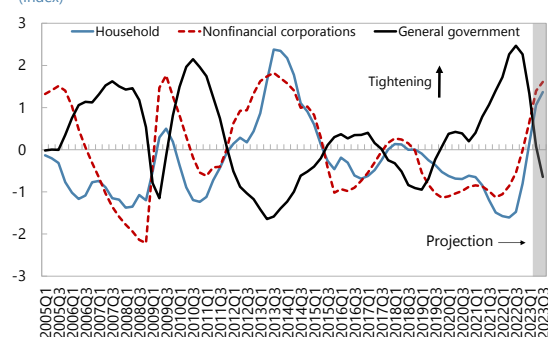 (Index)
Household Nonfinancial corporations General government
3
2
1
0
-1
-2
-3
Tightening
Projection
2005Q1
2005Q3
2006Q1
2006Q3
2007Q1
2007Q3
2008Q1
2008Q3
2009Q1
2009Q3
2010Q1
2010Q3
2011Q1
2011Q3
2012Q1
2012Q3
2013Q1
2013Q3
2014Q1
2014Q3
2015Q1
2015Q3
2016Q1
2016Q3
2017Q1
2017Q3
2018Q1
2018Q3
2019Q1
2019Q3
2020Q1
2020Q3
2021Q1
2021Q3
2022Q1
2022Q3
2023Q1
2023Q3